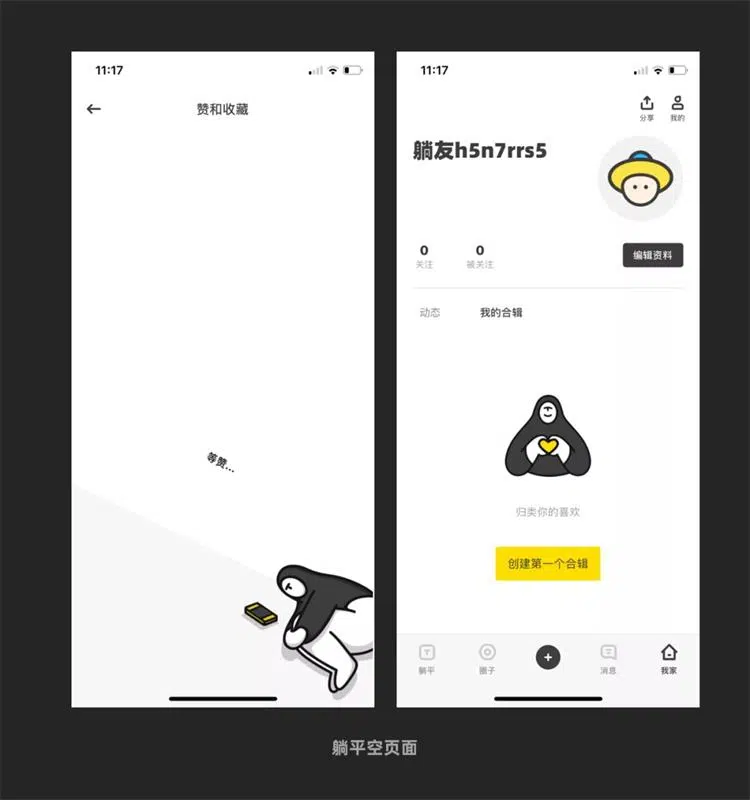 11:17
赞和收藏
等赞...
11:17
分享
我的
躺友h5n7rrs5
0
关注
0
被关注
编辑资料
动态
我的合辑
归类你的喜欢
创建第一个合辑
躺平
圈子
消息
我家
躺平空页面